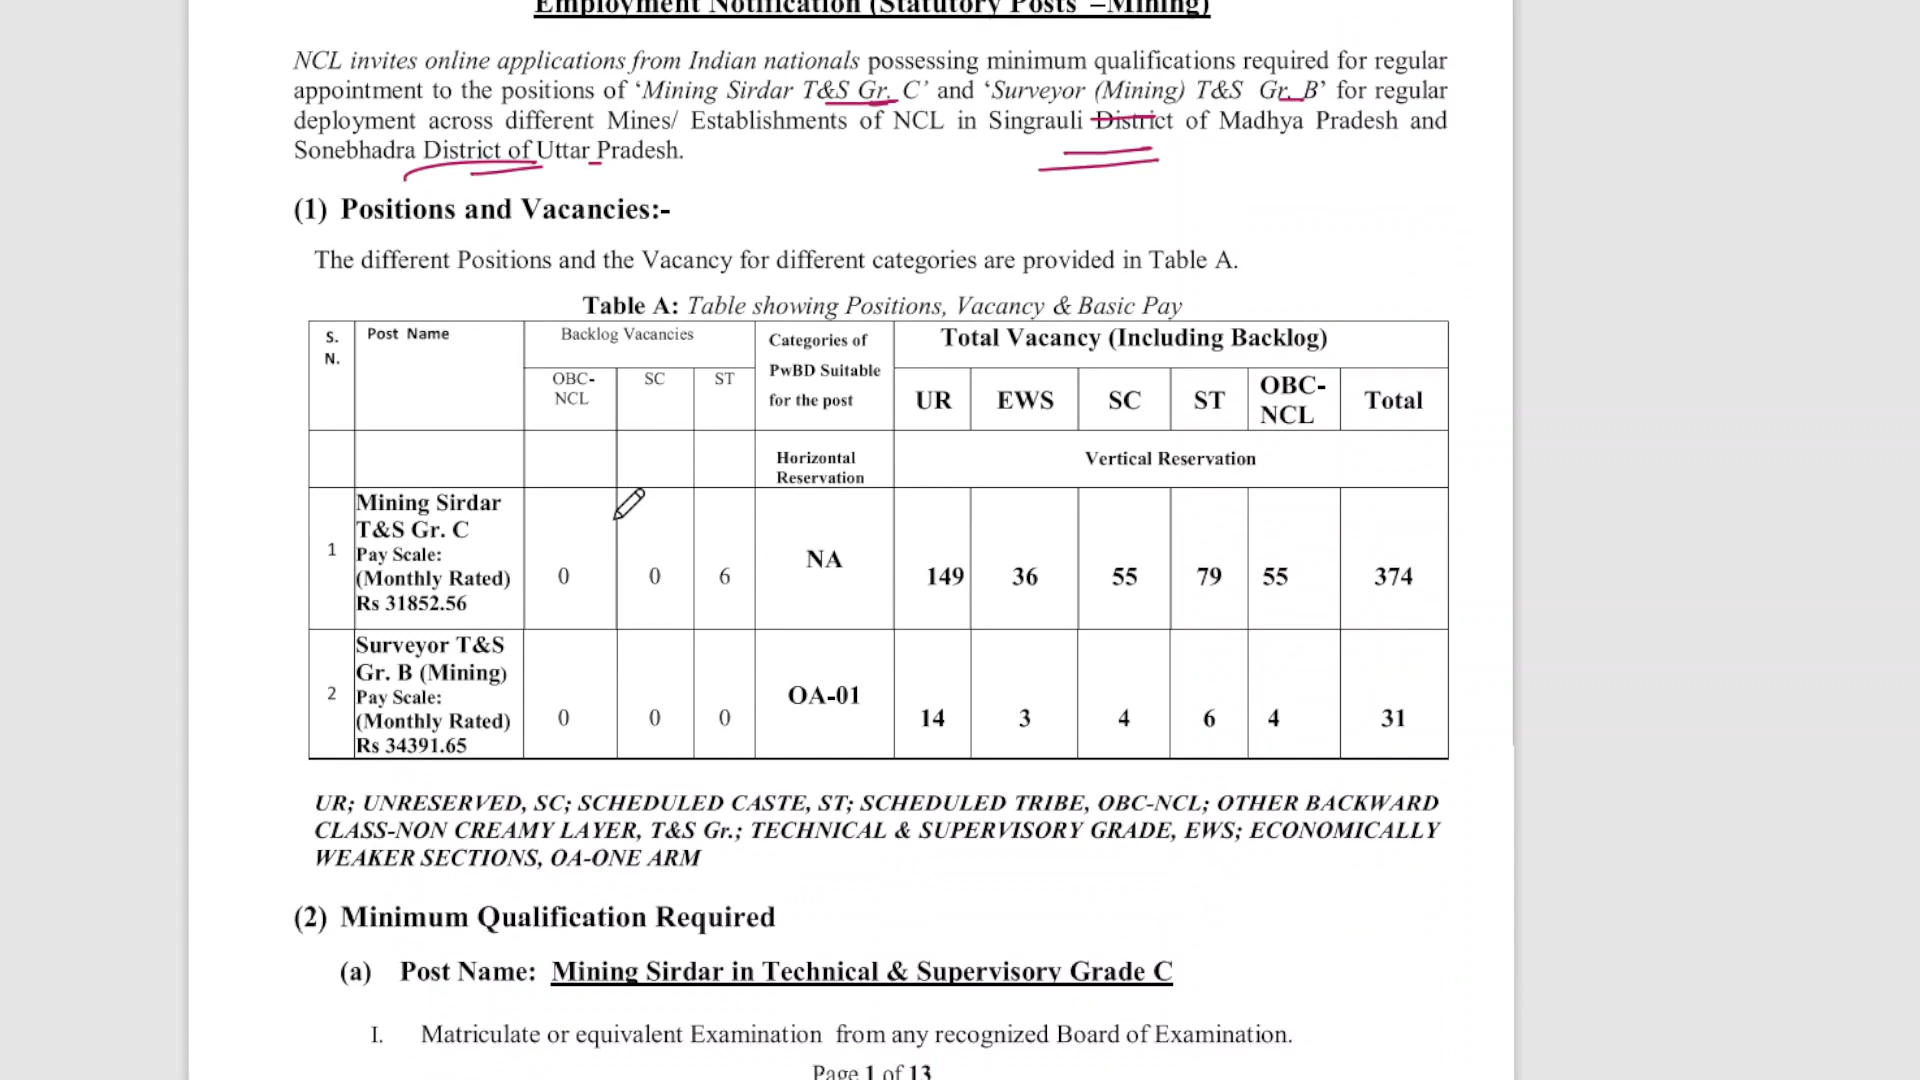 Employment Notification (Statutory Posts –Mining)
NCL invites online applications from Indian nationals possessing minimum qualifications required for regular
appointment to the positions of ‘Mining Sirdar T&S Gr. C’ and ‘Surveyor (Mining) T&S Gr. B’ for regular
deployment across different Mines/ Establishments of NCL in Singrauli District of Madhya Pradesh and
Sonebhadra District of Uttar Pradesh.
(1) Positions and Vacancies:-
The different Positions and the Vacancy for different categories are provided in Table A.
Table A: Table showing Positions, Vacancy & Basic Pay
S. N. Post Name Backlog Vacancies Categories of PwBD Suitable for the post Total Vacancy (Including Backlog)
OBC-NCL SC ST UR EWS SC ST OBC-NCL Total
Horizontal Reservation Vertical Reservation
1 Mining Sirdar T&S Gr. C Pay Scale: (Monthly Rated) Rs 31852.56 0 0 6 NA 149 36 55 79 55 374
2 Surveyor T&S Gr. B (Mining) Pay Scale: (Monthly Rated) Rs 34391.65 0 0 0 OA-01 14 3 4 6 4 31
UR; UNRESERVED, SC; SCHEDULED CASTE, ST; SCHEDULED TRIBE, OBC-NCL; OTHER BACKWARD
CLASS-NON CREAMY LAYER, T&S Gr.; TECHNICAL & SUPERVISORY GRADE, EWS; ECONOMICALLY
WEAKER SECTIONS, OA-ONE ARM
(2) Minimum Qualification Required
(a) Post Name: Mining Sirdar in Technical & Supervisory Grade C
I. Matriculate or equivalent Examination from any recognized Board of Examination.
Page 1 of 13